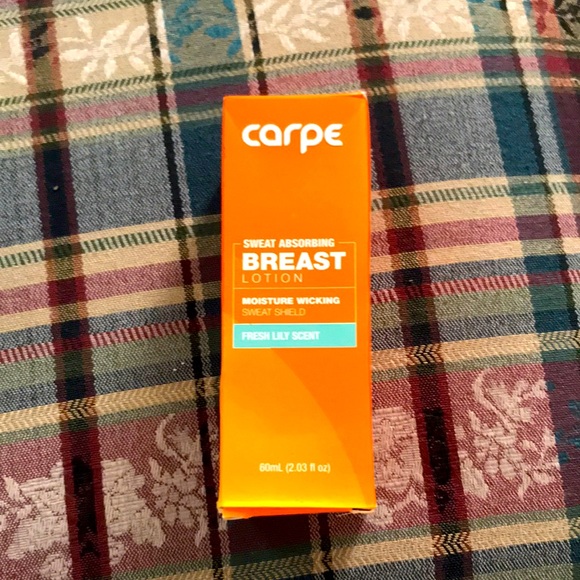 carpe
SWEAT ABSORBING
BREAST
LOTION
MOISTURE WICKING
SWEAT SHIELD
FRESH LILY SCENT
60mL (2.03 fl oz)